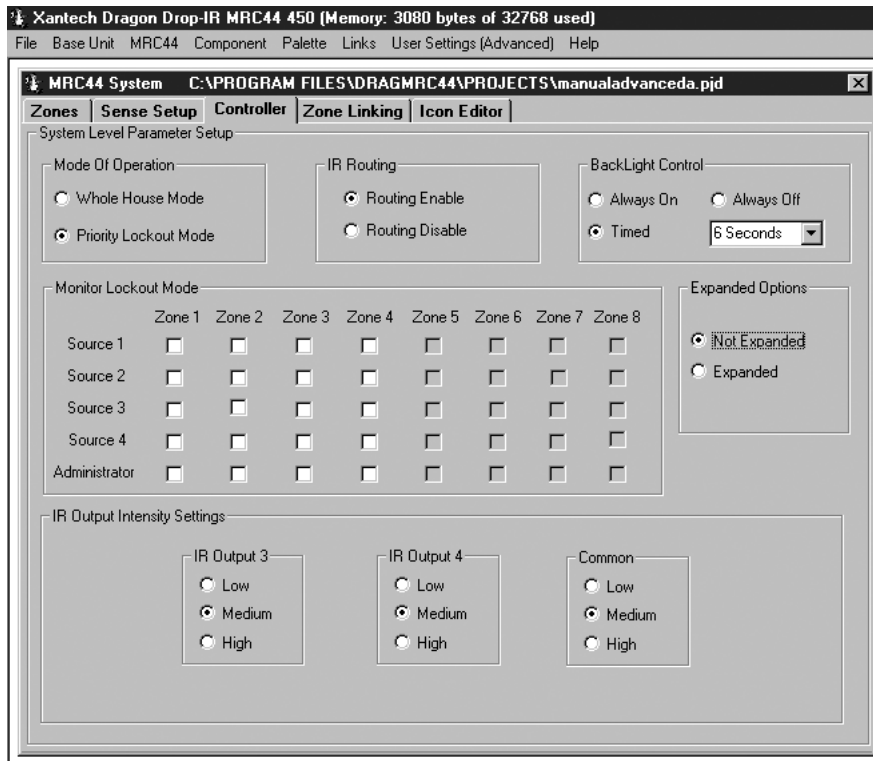 Xantech Dragon Drop-IR MRC44 450 (Memory: 3080 bytes of 32768 used)
File Base Unit MRC44 Component Palette Links User Settings (Advanced) Help
MRC44 System C:\PROGRAM FILES\DRAGMRC44\PROJECTS\manualadvanceda.pjd
Zones Sense Setup Controller Zone Linking Icon Editor
System Level Parameter Setup
Mode Of Operation
Whole House Mode
Priority Lockout Mode
IR Routing
Routing Enable
Routing Disable
BackLight Control
Always On Always Off
Timed 6 Seconds
Monitor Lockout Mode
Zone 1 Zone 2 Zone 3 Zone 4 Zone 5 Zone 6 Zone 7 Zone 8
Source 1
Source 2
Source 3
Source 4
Administrator
Expanded Options
Not Expanded
Expanded
IR Output Intensity Settings
IR Output 3
Low
Medium
High
IR Output 4
Low
Medium
High
Common
Low
Medium
High